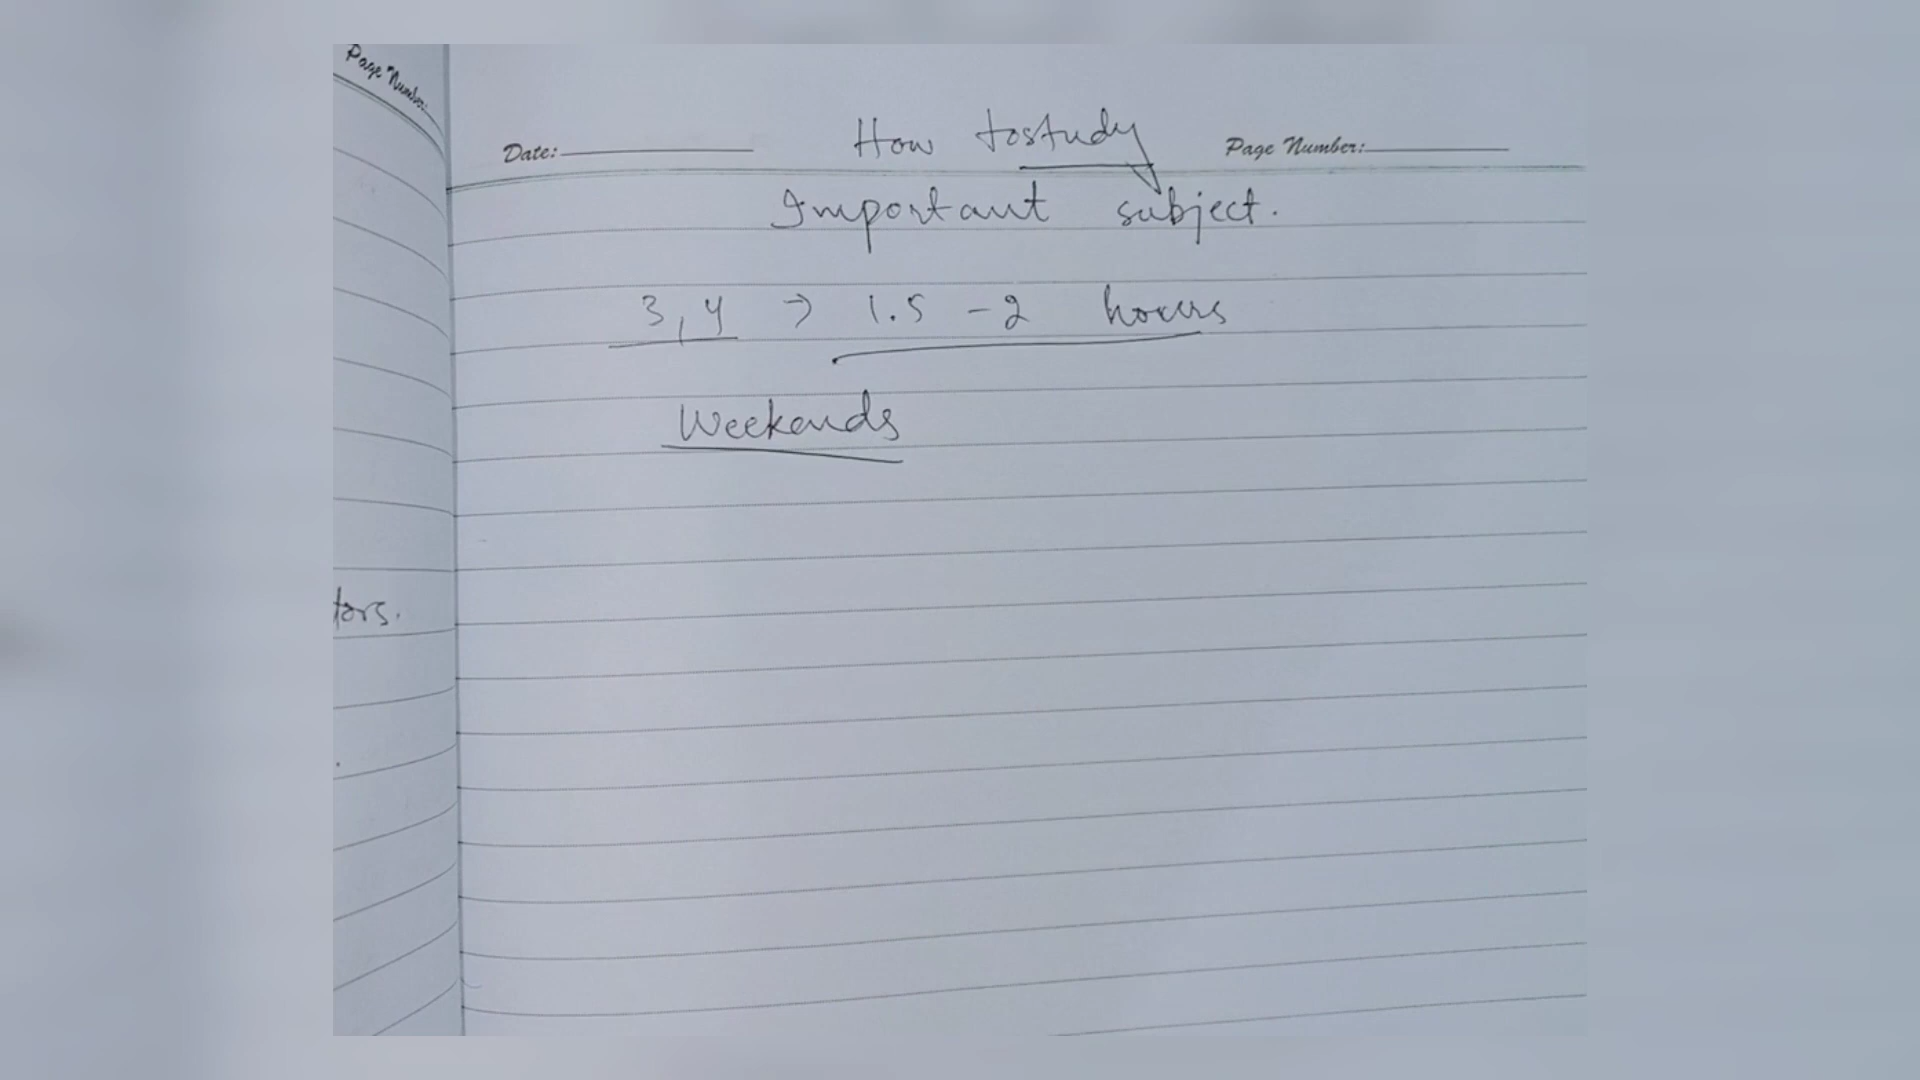 Page Number:
tors.
Date:
Page Number:
How to study
Important subject.
3, 4 → 1.5 - 2 hours
Weekends